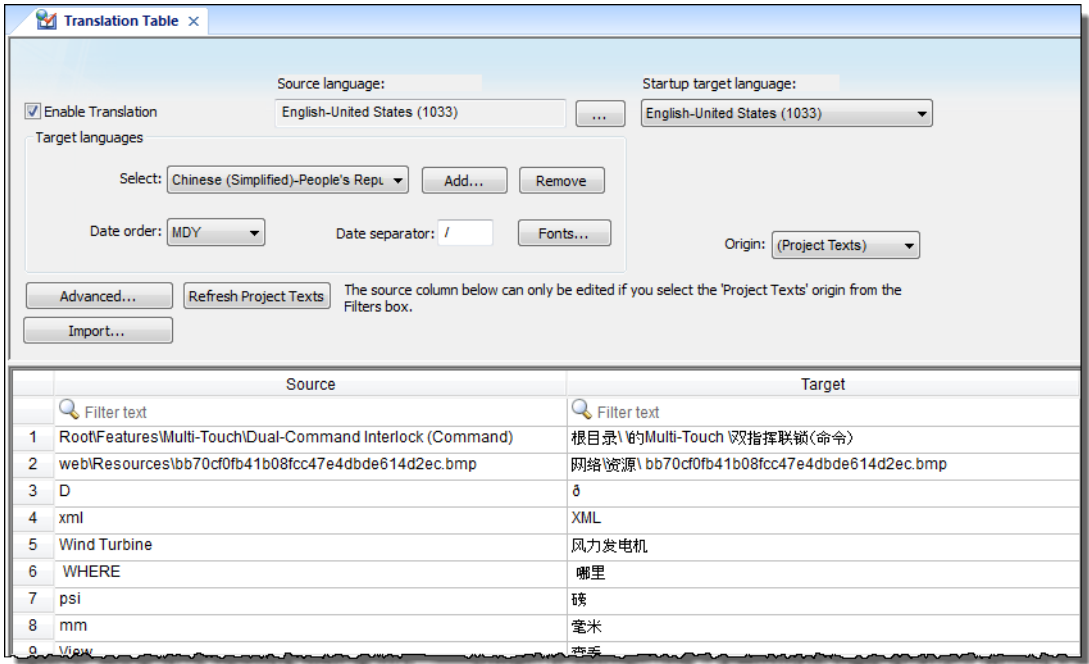 Translation Table
Source language:
Startup target language:
Enable Translation
English-United States (1033)
...
English-United States (1033)
Target languages
Select:
Chinese (Simplified)-People's Repu
Add...
Remove
Date order:
MDY
Date separator:
/
Fonts...
Origin:
(Project Texts)
Advanced...
Refresh Project Texts
The source column below can only be edited if you select the 'Project Texts' origin from the
Filters box.
Import...
Source Target
Filter text Filter text
1 Root\Features\Multi-Touch\Dual-Command Interlock (Command) 根目录\ \的Multi-Touch \双指挥联锁(命令)
2 web\Resources\bb70cf0fb41b08fcc47e4dbde614d2ec.bmp 网络\资源\ bb70cf0fb41b08fcc47e4dbde614d2ec.bmp
3 D ð
4 xml XML
5 Wind Turbine 风力发电机
6 WHERE 哪里
7 psi 磅
8 mm 毫米
9 View